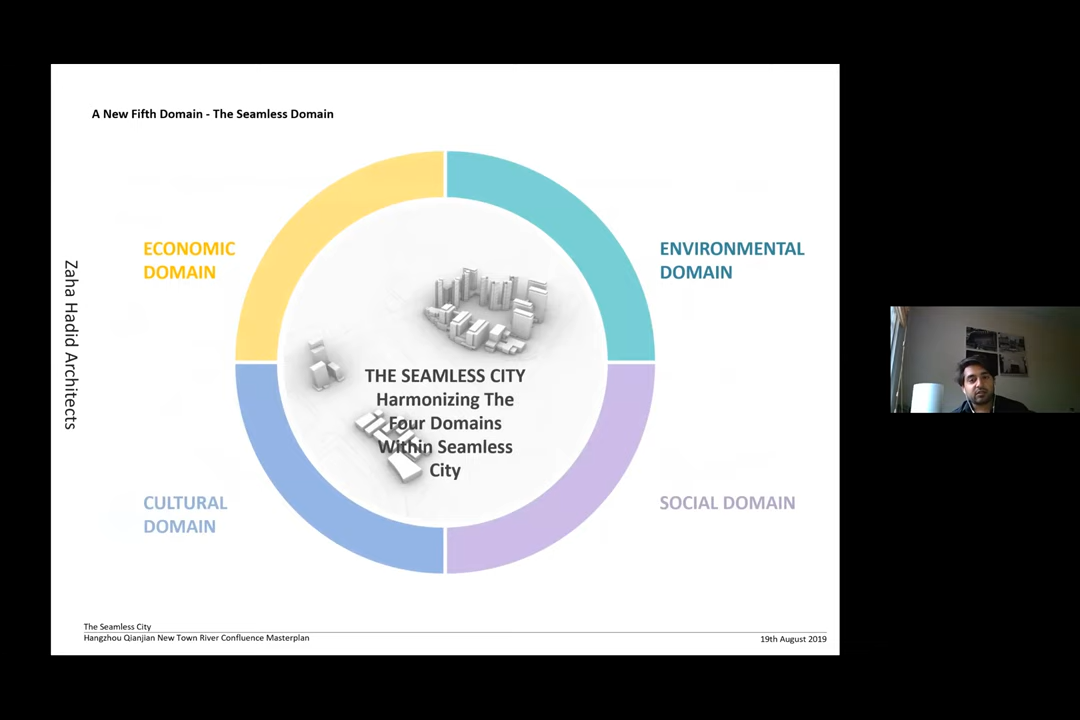 A New Fifth Domain - The Seamless Domain
ECONOMIC
DOMAIN
ENVIRONMENTAL
DOMAIN
Zaha Hadid Architects
THE SEAMLESS CITY
Harmonizing The
Four Domains
Within Seamless
City
CULTURAL
DOMAIN
SOCIAL DOMAIN
The Seamless City
Hangzhou Qianjian New Town River Confluence Masterplan
19th August 2019